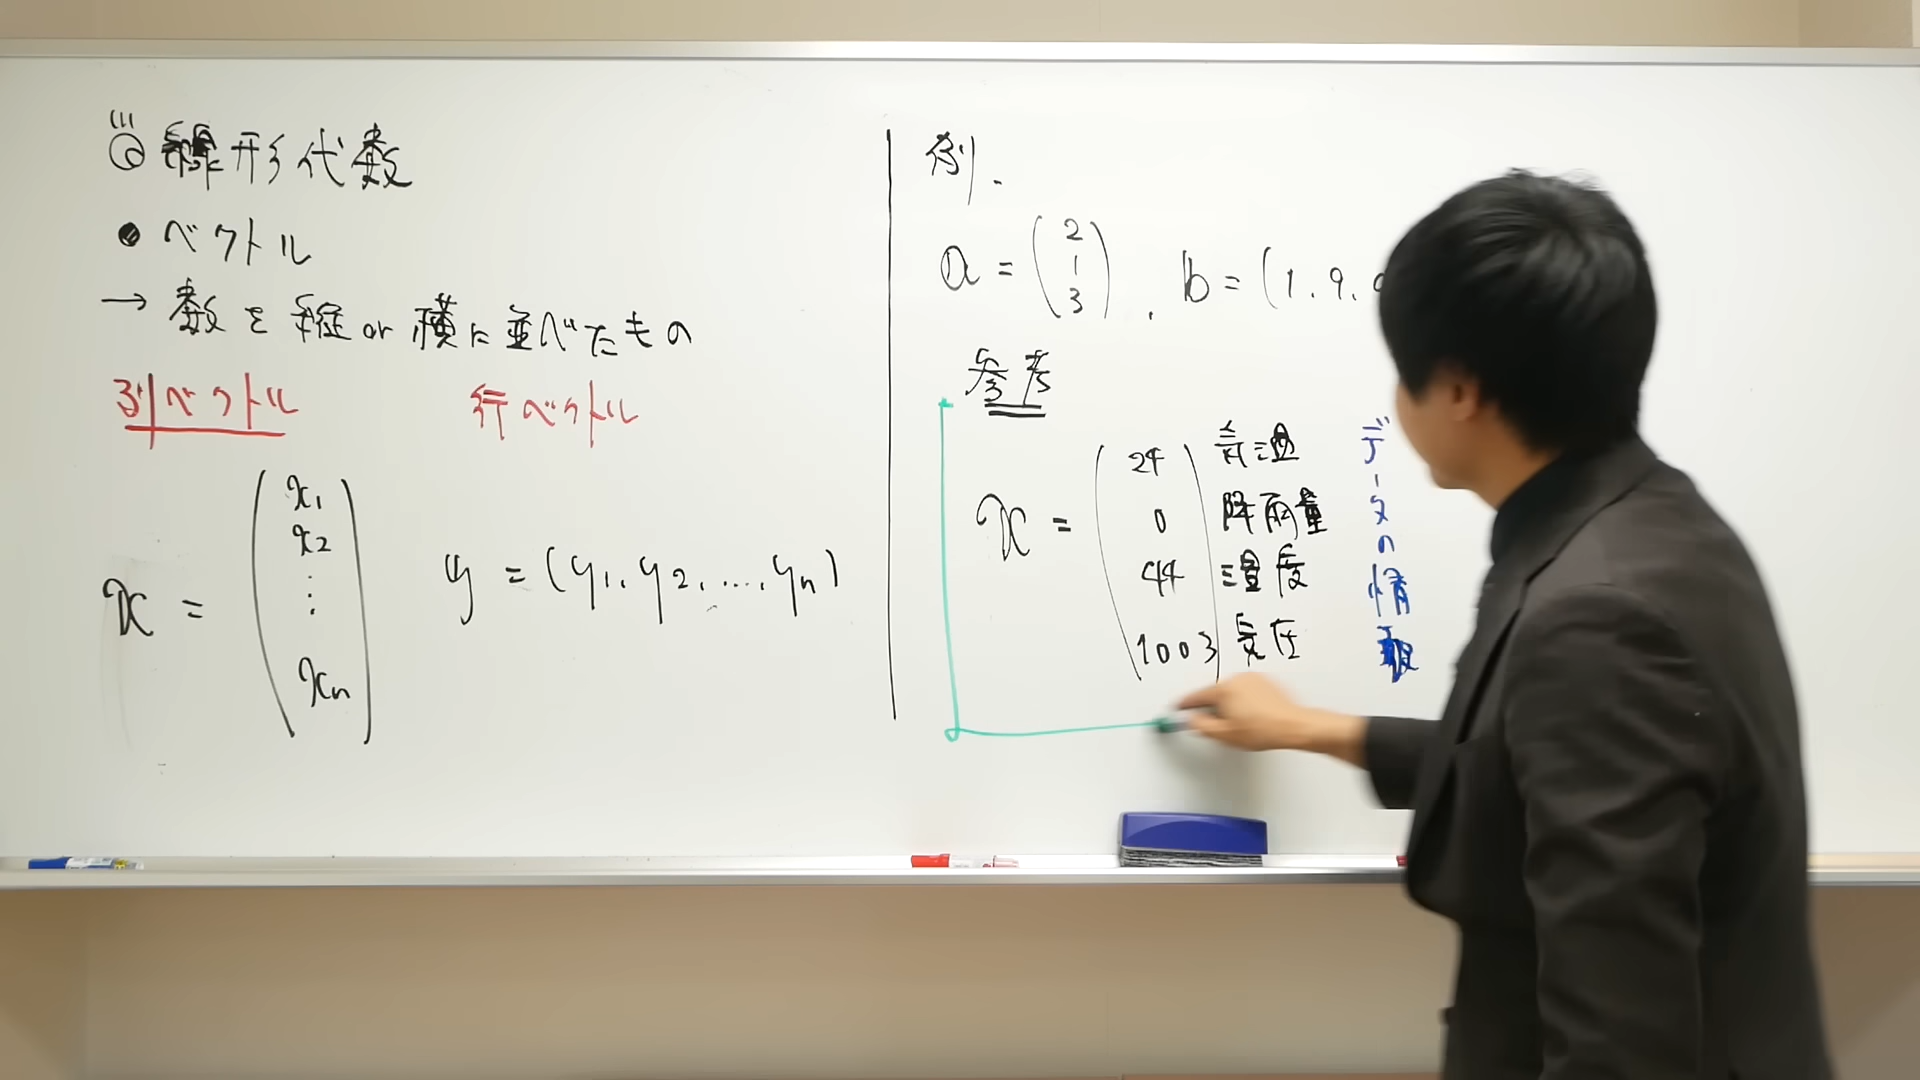 ◎ 線形代数
● ベクトル
→ 数を縦 or 横に並べたもの
列ベクトル 行ベクトル
x = (x1 x2 ⋮ xn)
y = (y1, y2, ..., yn)
例.
a = (2 1 3), b = (1, 9,
参考
x = (24 0 44 1003)
気温
降雨量
湿度
気圧
データの情報